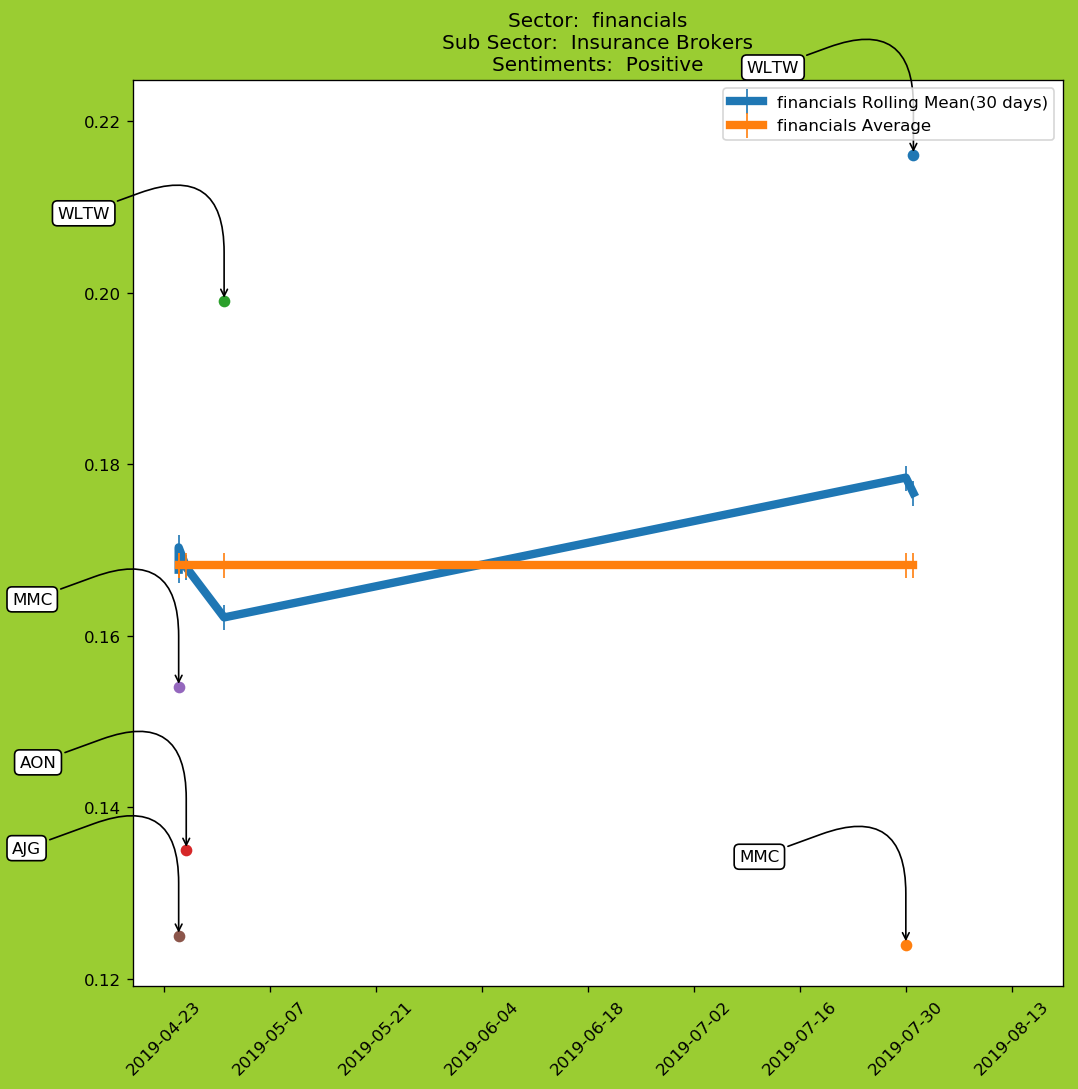 Sector:  financials
Sub Sector:  Insurance Brokers
Sentiments:  Positive
WLTW
financials Rolling Mean(30 days)
financials Average
0.22
WLTW
0.20
0.18
MMC
0.16
AON
0.14
AJG
MMC
0.12
2019-04-23
2019-05-07
2019-05-21
2019-06-04
2019-06-18
2019-07-02
2019-07-16
2019-07-30
2019-08-13